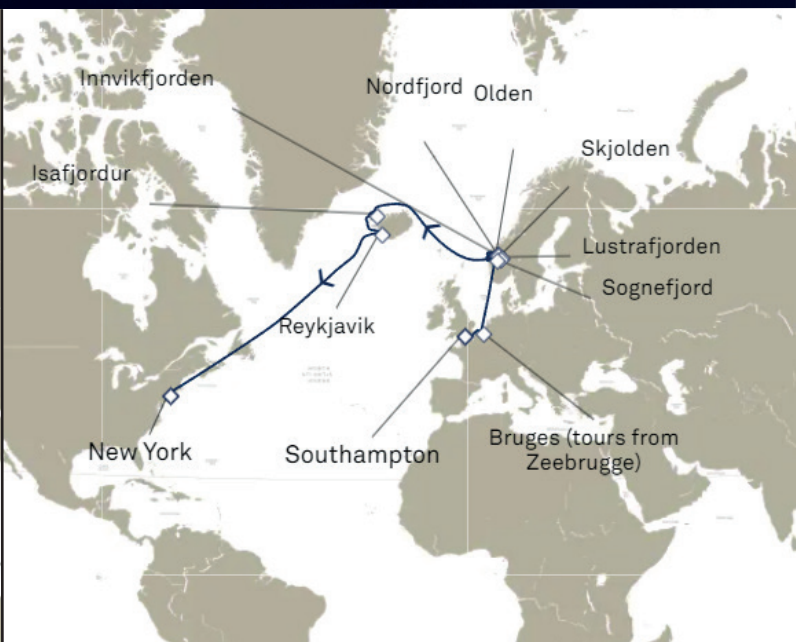 Innvikfjorden
Nordfjord
Olden
Skjolden
Isafjordur
Lustrafjorden
Sognefjord
Reykjavik
New York
Southampton
Bruges (tours from
Zeebrugge)